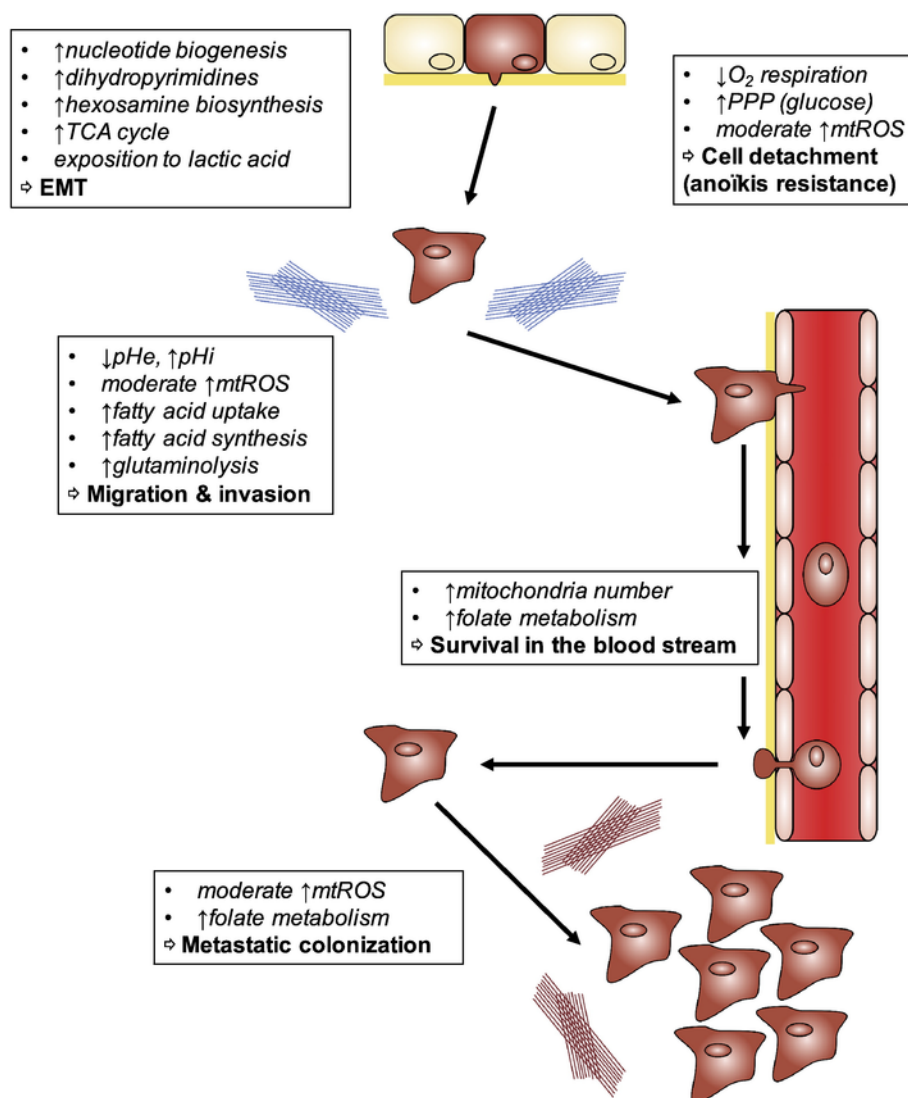 • ↑nucleotide biogenesis
• ↑dihydropyrimidines
• ↑hexosamine biosynthesis
• ↑TCA cycle
• exposition to lactic acid
⇨ EMT
• ↓O₂ respiration
• ↑PPP (glucose)
• moderate ↑mtROS
⇨ Cell detachment
(anoïkis resistance)
• ↓pHe, ↑pHi
• moderate ↑mtROS
• ↑fatty acid uptake
• ↑fatty acid synthesis
• ↑glutaminolysis
⇨ Migration & invasion
• ↑mitochondria number
• ↑folate metabolism
⇨ Survival in the blood stream
• moderate ↑mtROS
• ↑folate metabolism
⇨ Metastatic colonization